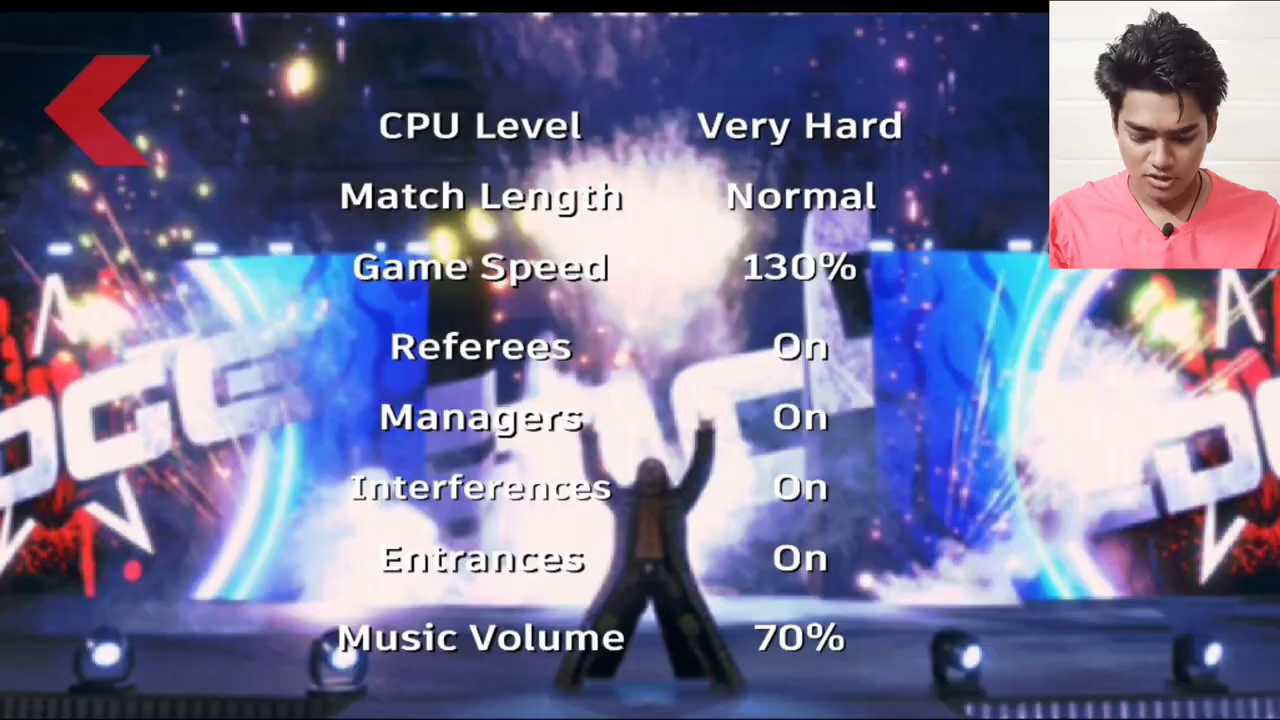 CPU Level Very Hard
Match Length Normal
Game Speed 130%
Referees On
Managers On
Interferences On
Entrances On
Music Volume 70%